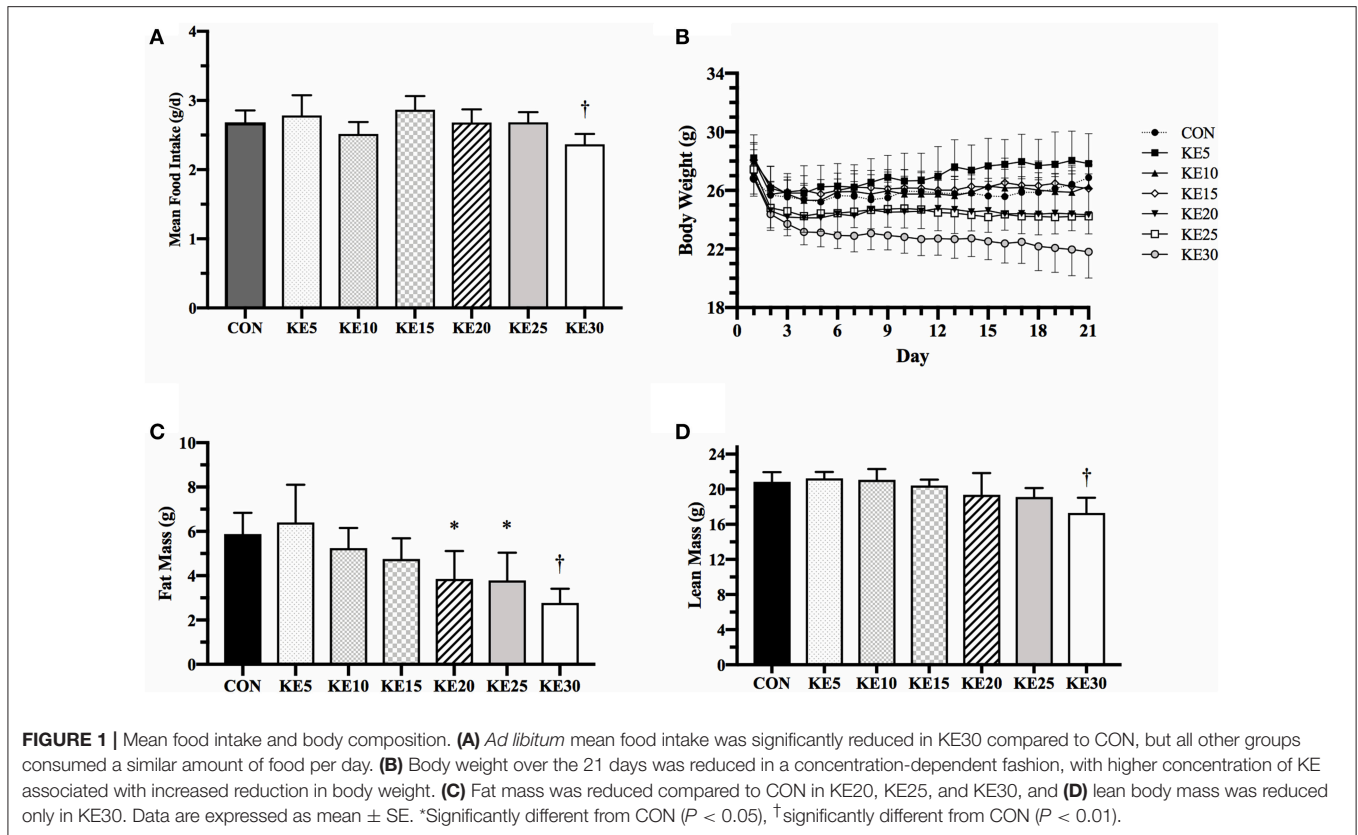 A
Mean Food Intake (g/d)
4
3
2
1
0
†
CON KE5 KE10 KE15 KE20 KE25 KE30
B
Body Weight (g)
34
30
26
22
18
0 3 6 9 12 15 18 21
Day
CON
KE5
KE10
KE15
KE20
KE25
KE30
C
Fat Mass (g)
10
8
6
4
2
0
* * †
CON KE5 KE10 KE15 KE20 KE25 KE30
D
Lean Mass (g)
24
20
16
12
8
4
0
†
CON KE5 KE10 KE15 KE20 KE25 KE30
FIGURE 1 | Mean food intake and body composition. (A) Ad libitum mean food intake was significantly reduced in KE30 compared to CON, but all other groups
consumed a similar amount of food per day. (B) Body weight over the 21 days was reduced in a concentration-dependent fashion, with higher concentration of KE
associated with increased reduction in body weight. (C) Fat mass was reduced compared to CON in KE20, KE25, and KE30, and (D) lean body mass was reduced
only in KE30. Data are expressed as mean ± SE. *Significantly different from CON (P < 0.05), †significantly different from CON (P < 0.01).